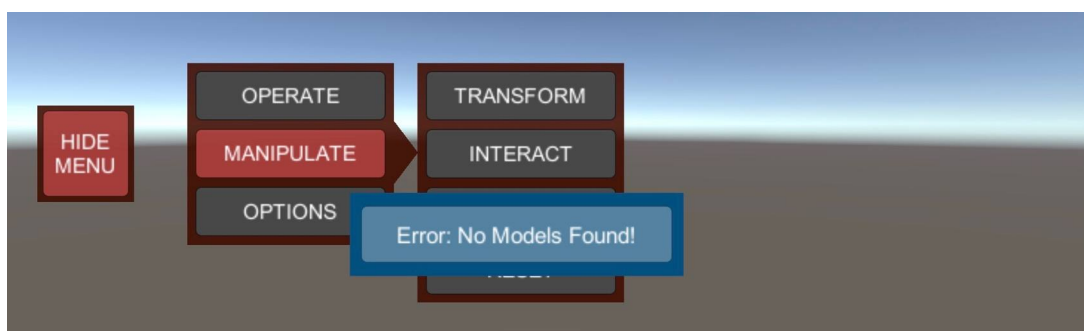 HIDE
MENU
OPERATE
MANIPULATE
OPTIONS
TRANSFORM
INTERACT
Error: No Models Found!